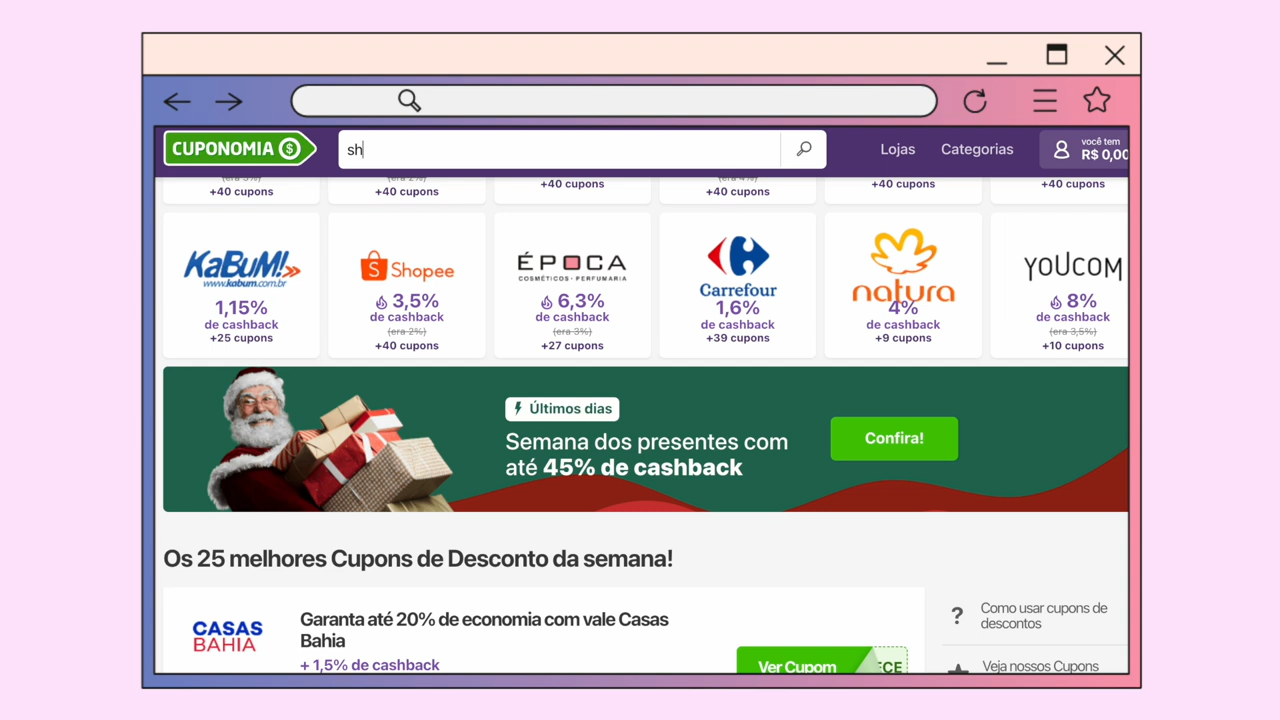 CUPONOMIA
sh
Lojas
Categorias
você tem
R$ 0,00
+40 cupons
+40 cupons
+40 cupons
+40 cupons
+40 cupons
+40 cupons
KaBuM!
www.kabum.com.br
1,15%
de cashback
+25 cupons
Shopee
3,5%
de cashback
(era 2%)
+40 cupons
ÉPOCA
COSMÉTICOS • PERFUMARIA
6,3%
de cashback
(era 3%)
+27 cupons
Carrefour
1,6%
de cashback
+39 cupons
natura
4%
de cashback
+9 cupons
YOUCOM
8%
de cashback
(era 3,5%)
+10 cupons
Últimos dias
Semana dos presentes com
até 45% de cashback
Confira!
Os 25 melhores Cupons de Desconto da semana!
CASAS
BAHIA
Garanta até 20% de economia com vale Casas
Bahia
+ 1,5% de cashback
Ver Cupom
CE
? Como usar cupons de
descontos
Veja nossos Cupons